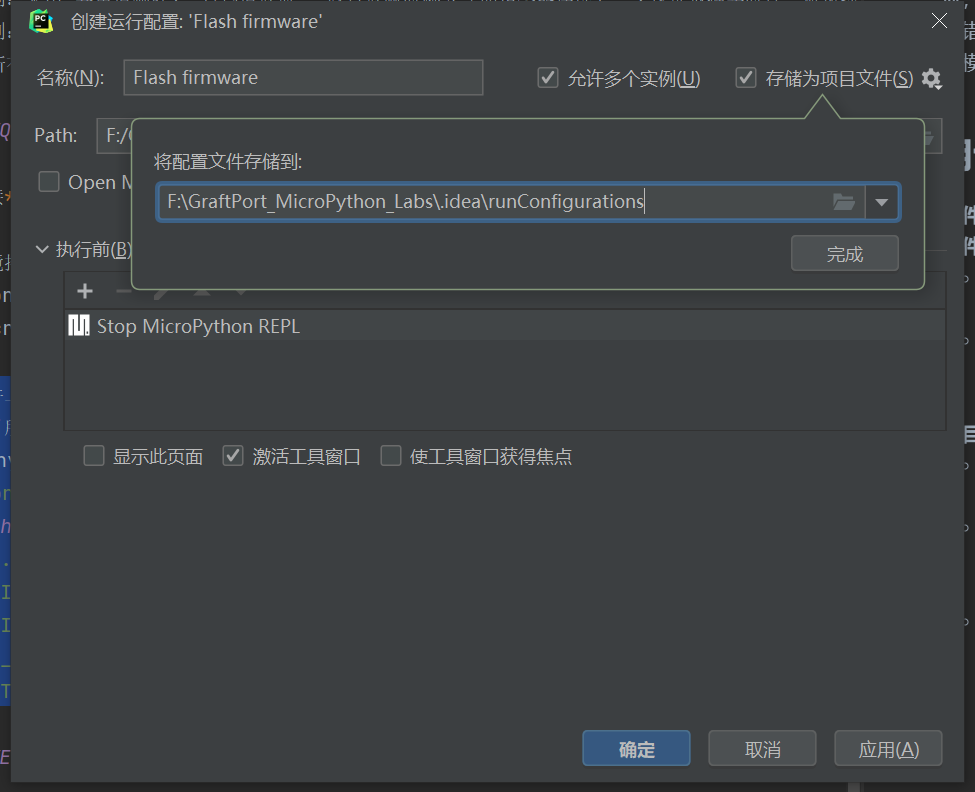 创建运行配置: 'Flash firmware'
名称(N): Flash firmware 允许多个实例(U) 存储为项目文件(S)
Path: F:/
将配置文件存储到:
Open
F:\GraftPort_MicroPython_Labs\.idea\runConfigurations
执行前(B)
完成
Stop MicroPython REPL
显示此页面 激活工具窗口 使工具窗口获得焦点
确定 取消 应用(A)